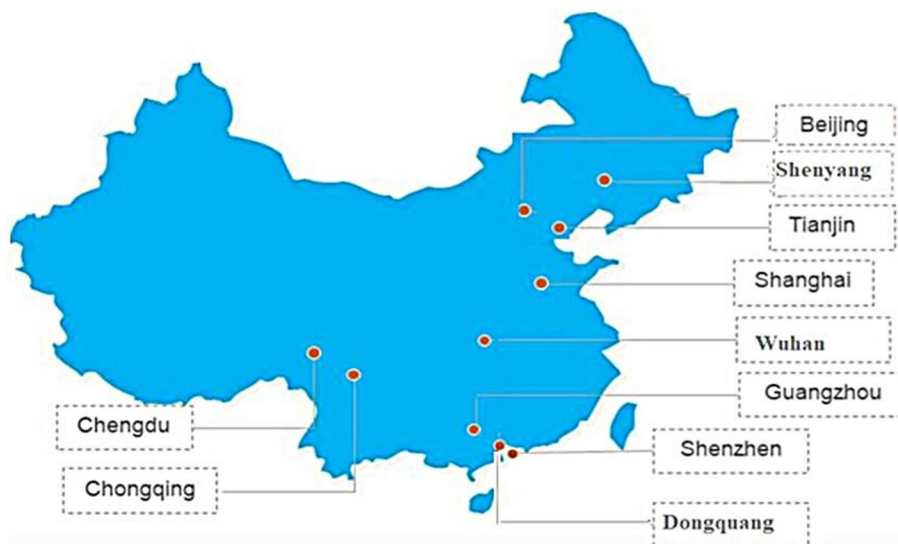 Beijing
Shenyang
Tianjin
Shanghai
Wuhan
Guangzhou
Chengdu
Shenzhen
Chongqing
Dongquang